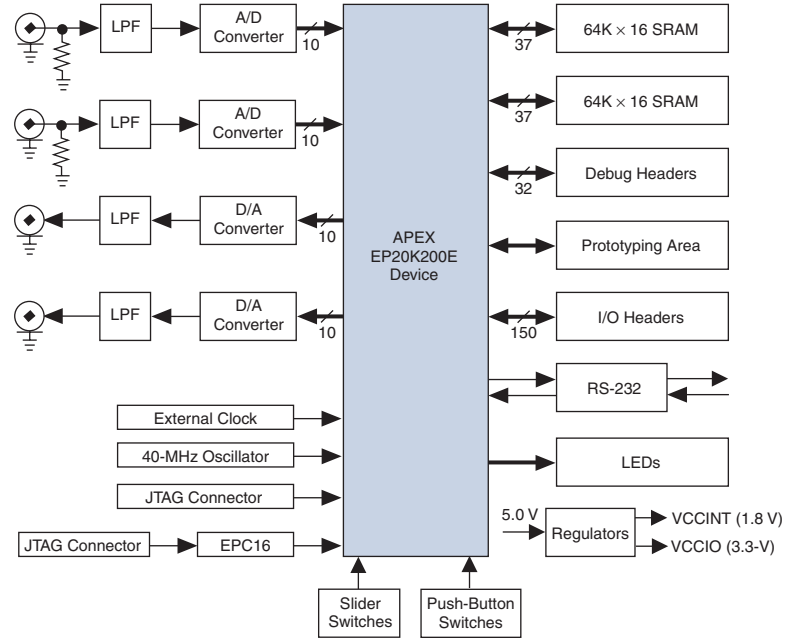 LPF
A/D
Converter
10
37
64K × 16 SRAM
LPF
A/D
Converter
10
37
64K × 16 SRAM
32
Debug Headers
LPF
D/A
Converter
10
APEX
EP20K200E
Device
Prototyping Area
LPF
D/A
Converter
10
150
I/O Headers
RS-232
External Clock
40-MHz Oscillator
LEDs
JTAG Connector
5.0 V
Regulators
VCCINT (1.8 V)
VCCIO (3.3-V)
JTAG Connector
EPC16
Slider
Switches
Push-Button
Switches